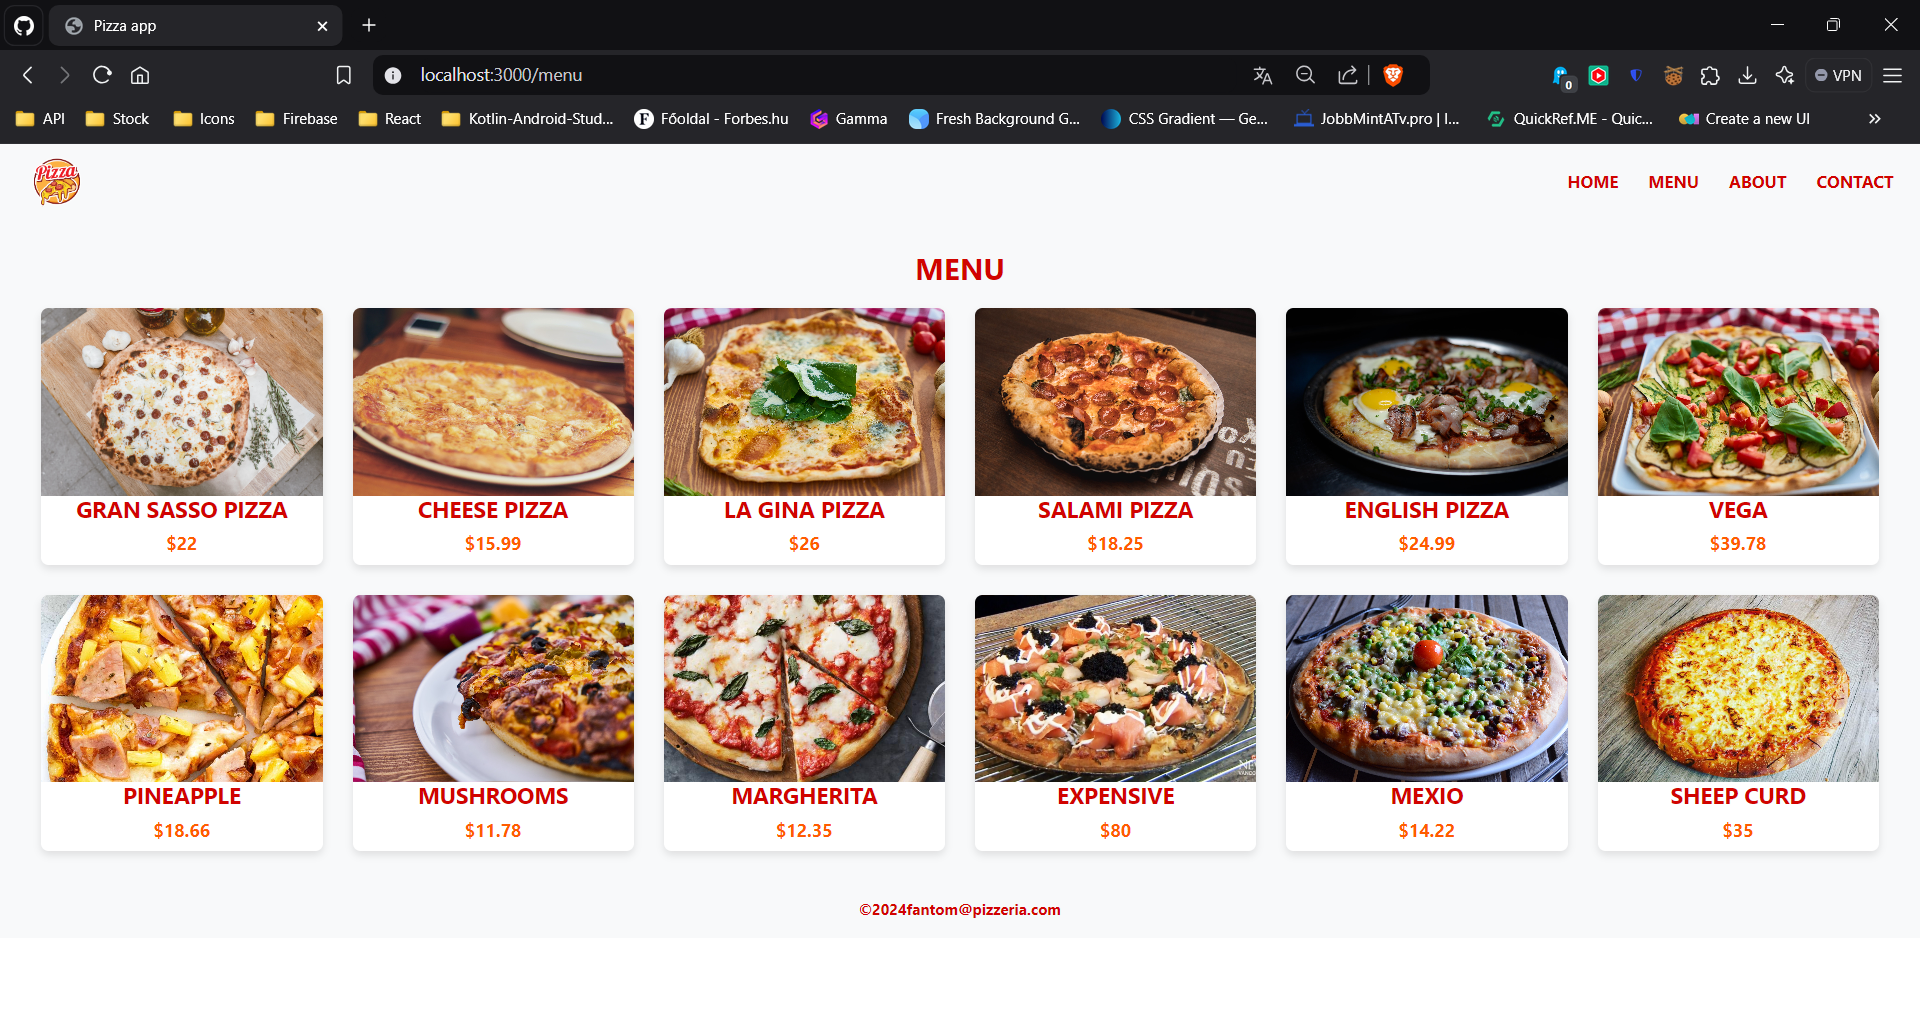 Pizza app
localhost:3000/menu
0
VPN
API Stock Icons Firebase React Kotlin-Android-Stud... Főoldal - Forbes.hu Gamma Fresh Background G... CSS Gradient — Ge... JobbMintATv.pro | I... QuickRef.ME - Quic... Create a new UI
Pizza
HOME MENU ABOUT CONTACT
MENU
GRAN SASSO PIZZA CHEESE PIZZA LA GINA PIZZA SALAMI PIZZA ENGLISH PIZZA VEGA
$22 $15.99 $26 $18.25 $24.99 $39.78
PINEAPPLE MUSHROOMS MARGHERITA EXPENSIVE MEXIO SHEEP CURD
$18.66 $11.78 $12.35 $80 $14.22 $35
©2024fantom@pizzeria.com